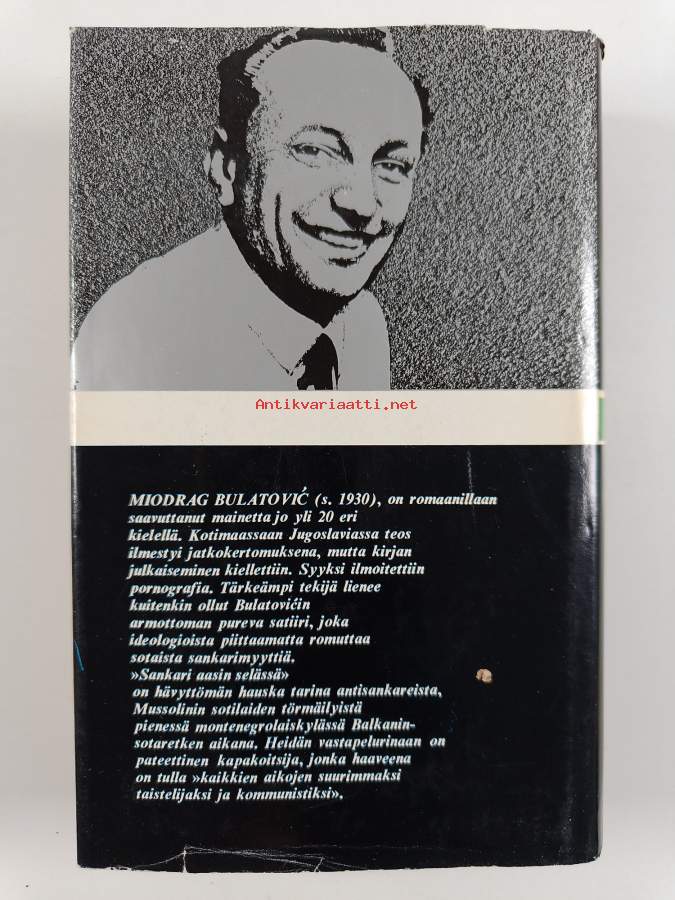 Antikvariaatti.net
MIODRAG BULATOVIĆ (s. 1930), on romaanillaan
saavuttanut mainetta jo yli 20 eri
kielellä. Kotimaassaan Jugoslaviassa teos
ilmestyi jatkokertomuksena, mutta kirjan
julkaiseminen kiellettiin. Syyksi ilmoitettiin
pornografia. Tärkeämpi tekijä lienee
kuitenkin ollut Bulatovićin
armottoman pureva satiiri, joka
ideologioista piittaamatta romuttaa
sotaista sankarimyyttiä.
»Sankari aasin selässä»
on hävyttömän hauska tarina antisankareista,
Mussolinin sotilaiden törmäilyistä
pienessä montenegrolaiskylässä Balkanin-
sotaretken aikana. Heidän vastapelurinaan on
pateettinen kapakoitsija, jonka haaveena
on tulla »kaikkien aikojen suurimmaksi
taistelijaksi ja kommunistiksi».